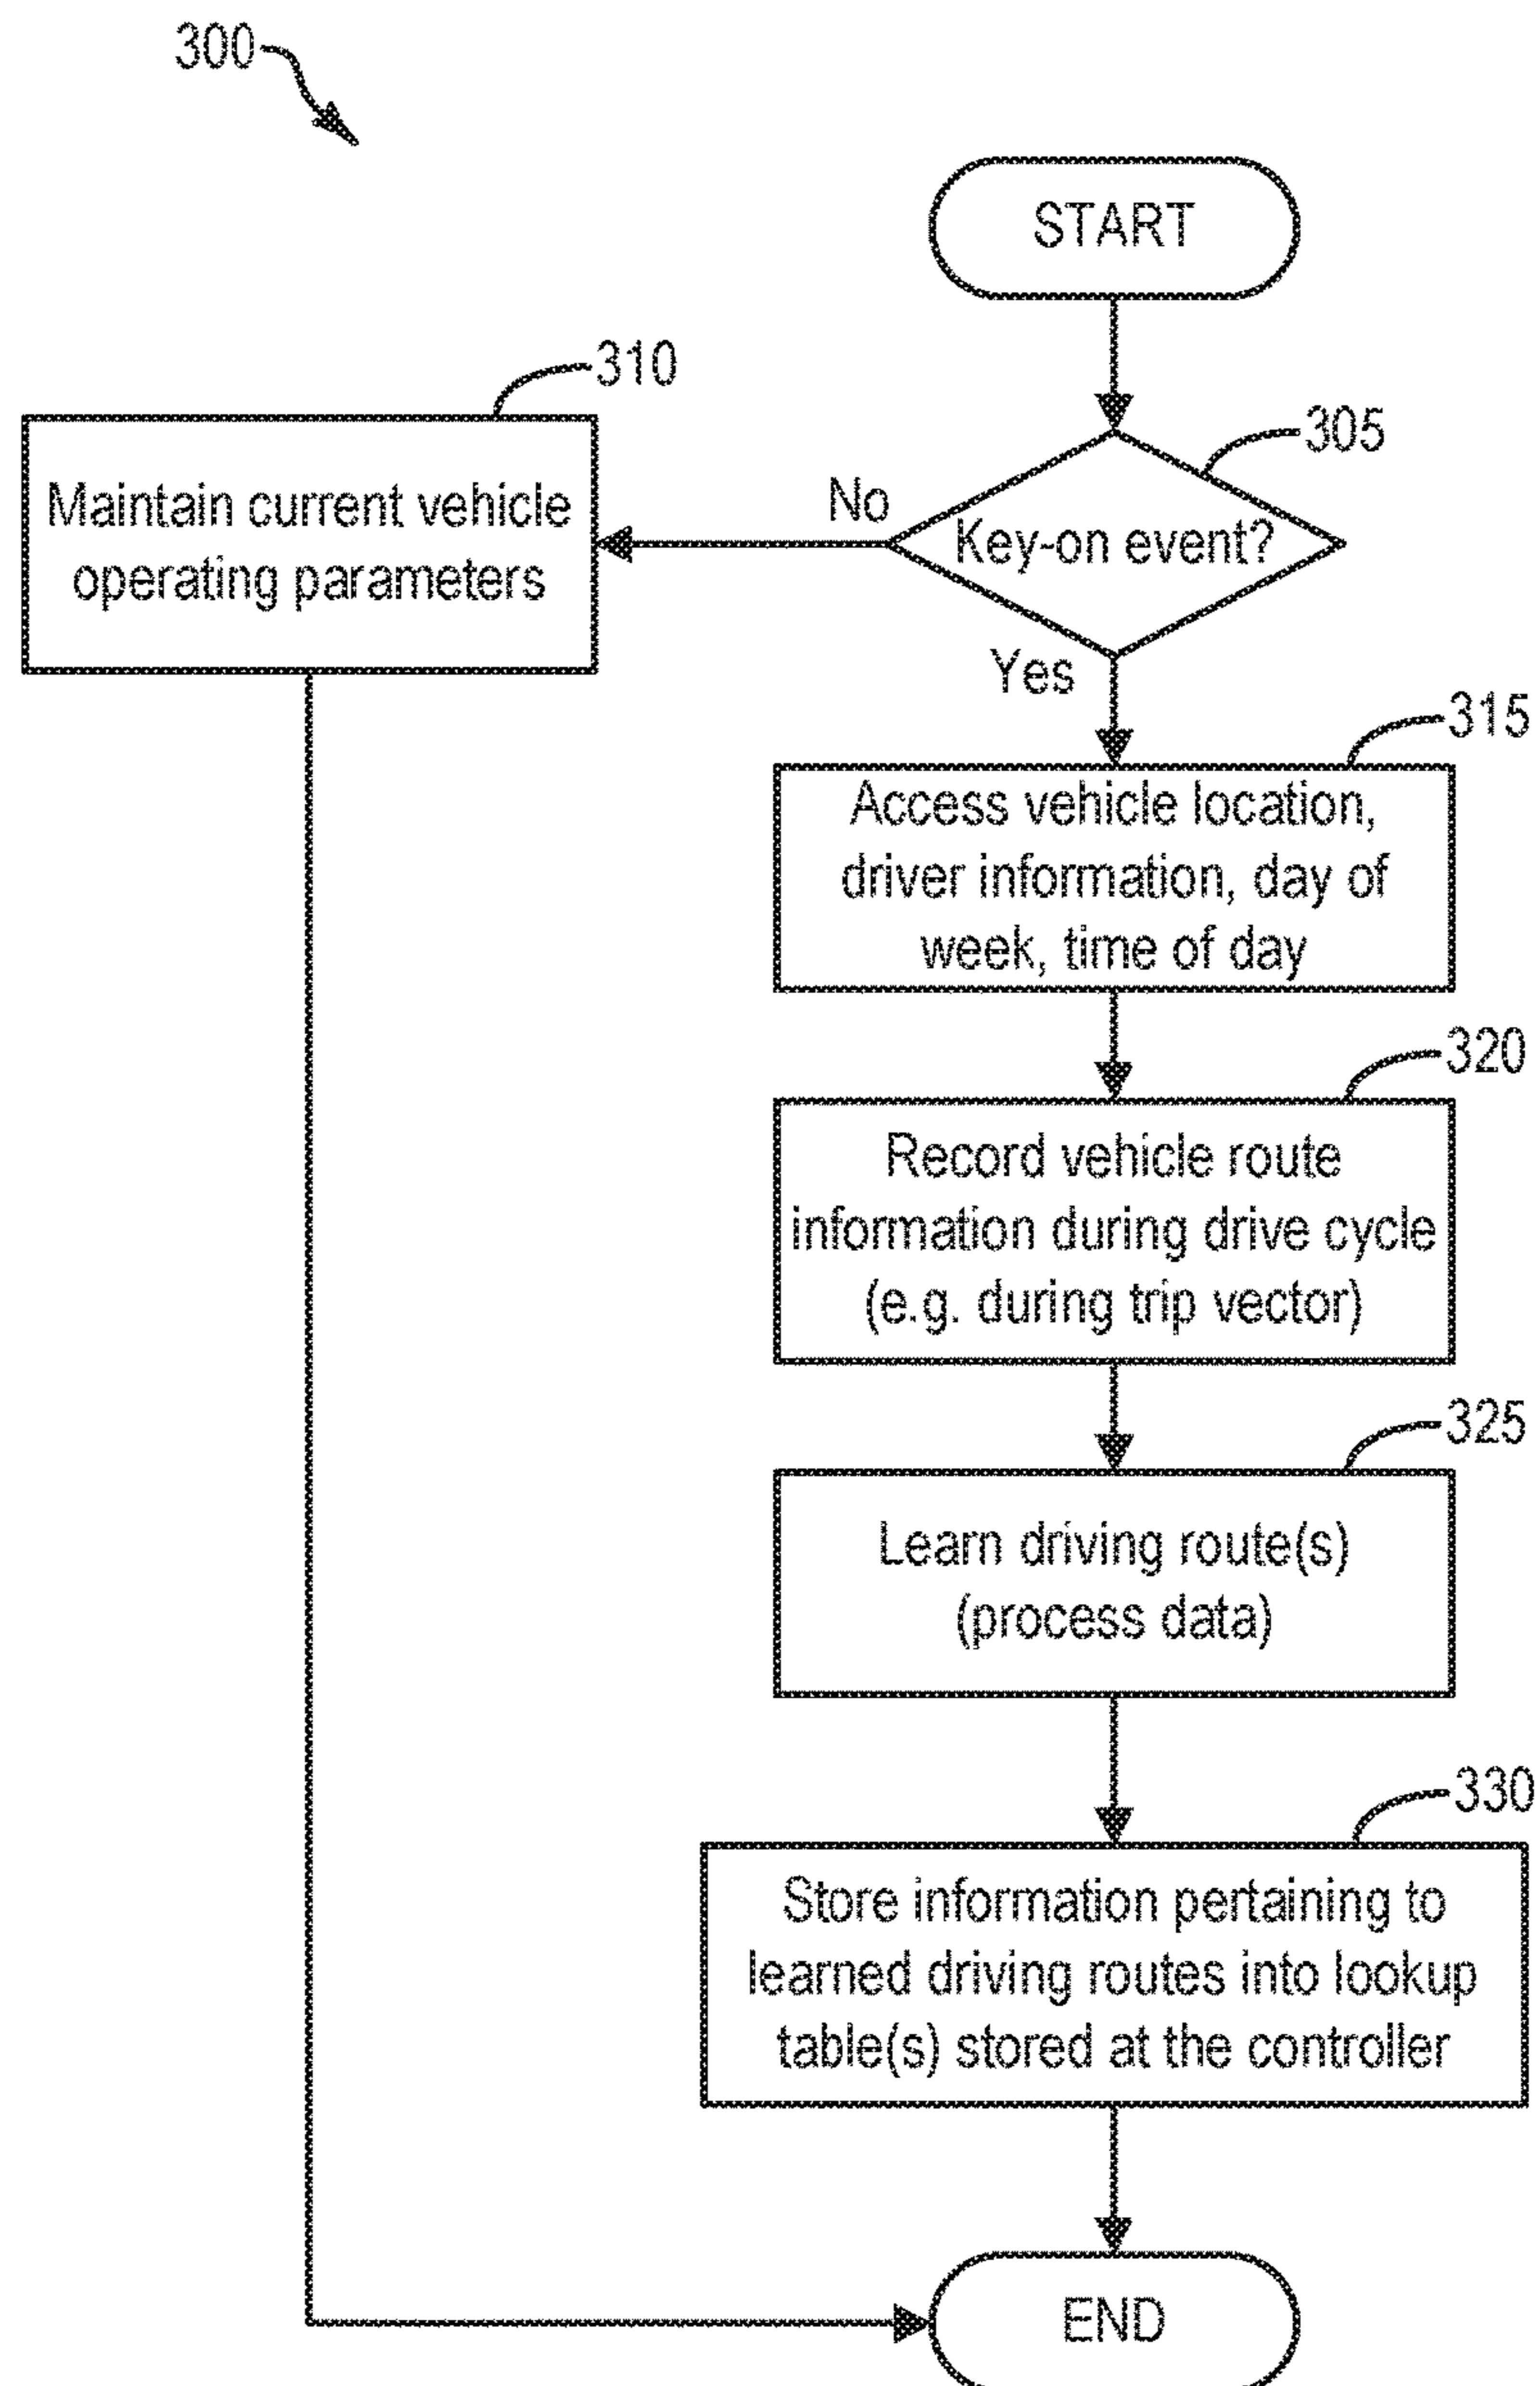 300
START
310
305
Maintain current vehicle
operating parameters
No
Key-on event?
Yes
315
Access vehicle location,
driver information, day of
week, time of day
320
Record vehicle route
information during drive cycle
(e.g. during trip vector)
325
Learn driving route(s)
(process data)
330
Store information pertaining to
learned driving routes into lookup
table(s) stored at the controller
END